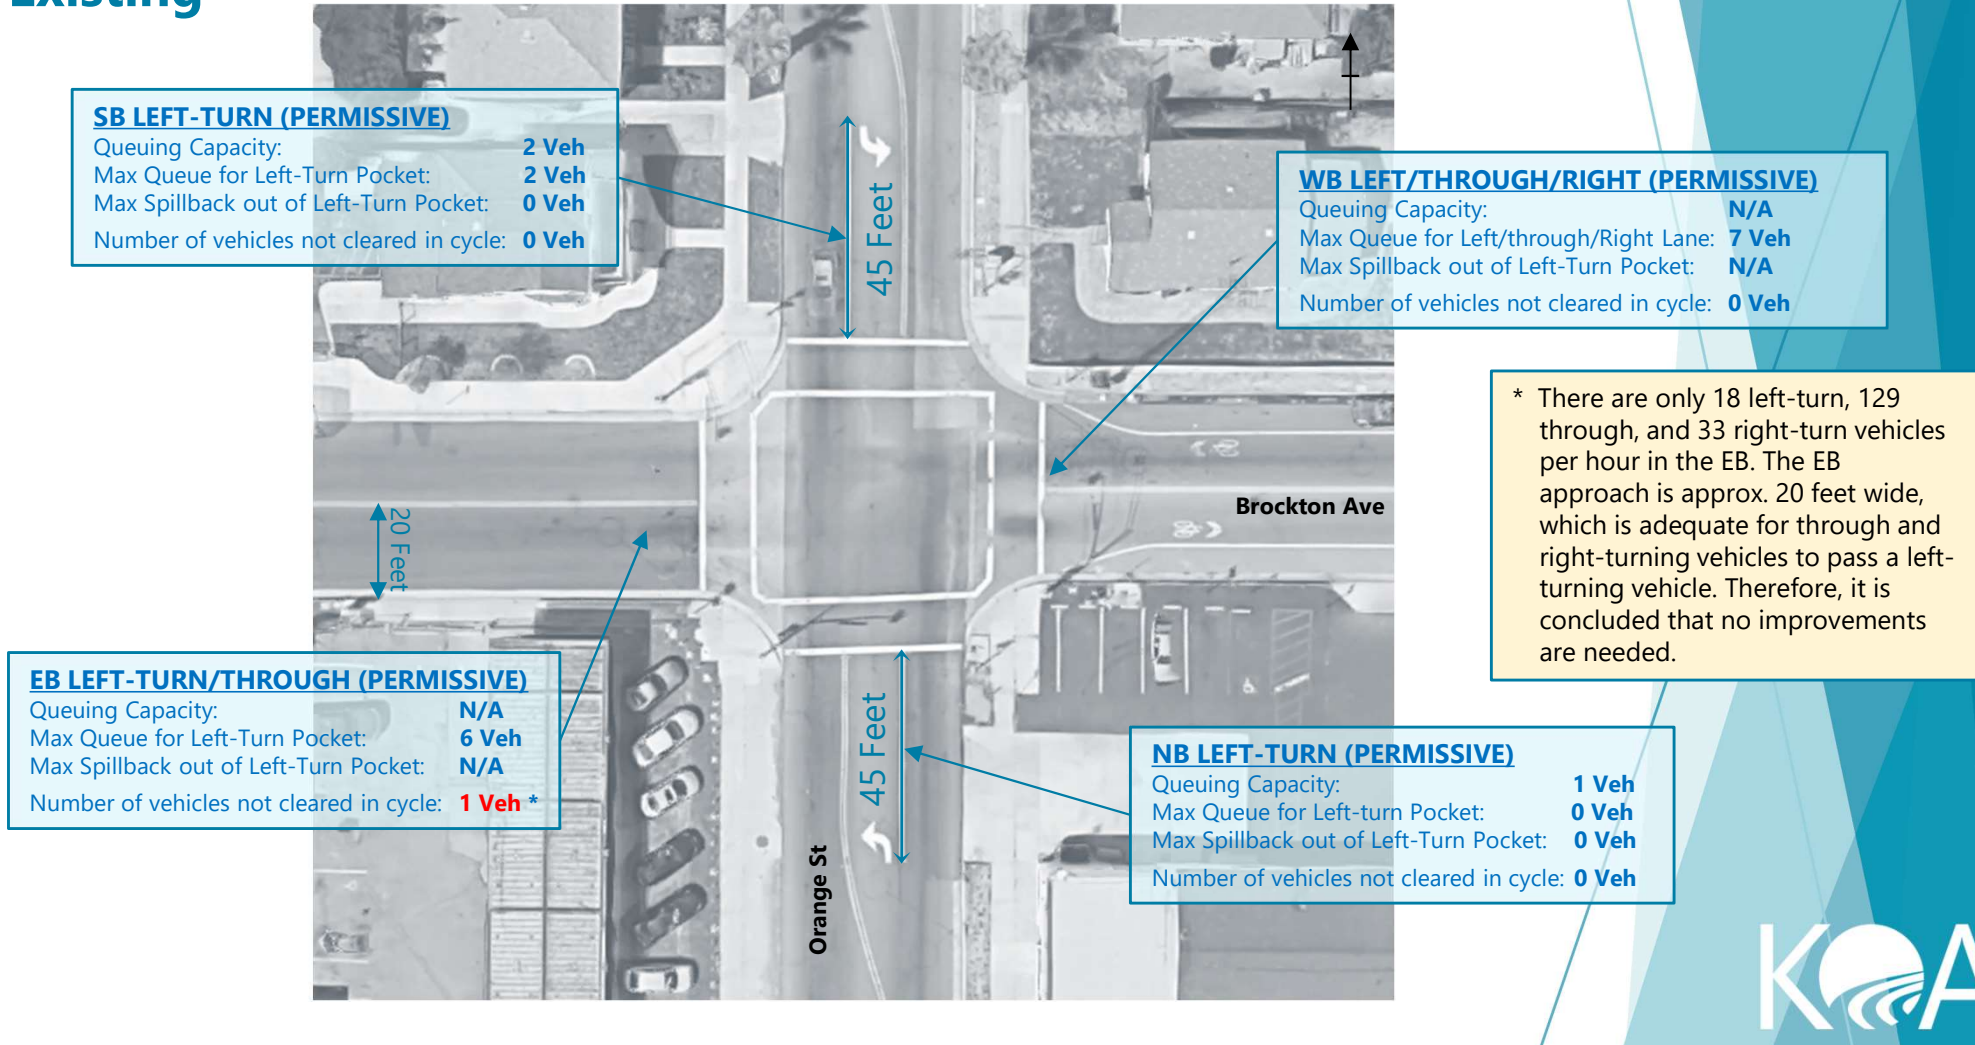 Existing
SB LEFT-TURN (PERMISSIVE)
Queuing Capacity: 2 Veh
Max Queue for Left-Turn Pocket: 2 Veh
Max Spillback out of Left-Turn Pocket: 0 Veh
Number of vehicles not cleared in cycle: 0 Veh
45 Feet
WB LEFT/THROUGH/RIGHT (PERMISSIVE)
Queuing Capacity: N/A
Max Queue for Left/through/Right Lane: 7 Veh
Max Spillback out of Left-Turn Pocket: N/A
Number of vehicles not cleared in cycle: 0 Veh
* There are only 18 left-turn, 129
through, and 33 right-turn vehicles
per hour in the EB. The EB
approach is approx. 20 feet wide,
which is adequate for through and
right-turning vehicles to pass a left-
turning vehicle. Therefore, it is
concluded that no improvements
are needed.
Brockton Ave
20 Feet
EB LEFT-TURN/THROUGH (PERMISSIVE)
Queuing Capacity: N/A
Max Queue for Left-Turn Pocket: 6 Veh
Max Spillback out of Left-Turn Pocket: N/A
Number of vehicles not cleared in cycle: 1 Veh *
45 Feet
Orange St
NB LEFT-TURN (PERMISSIVE)
Queuing Capacity: 1 Veh
Max Queue for Left-turn Pocket: 0 Veh
Max Spillback out of Left-Turn Pocket: 0 Veh
Number of vehicles not cleared in cycle: 0 Veh
KOA